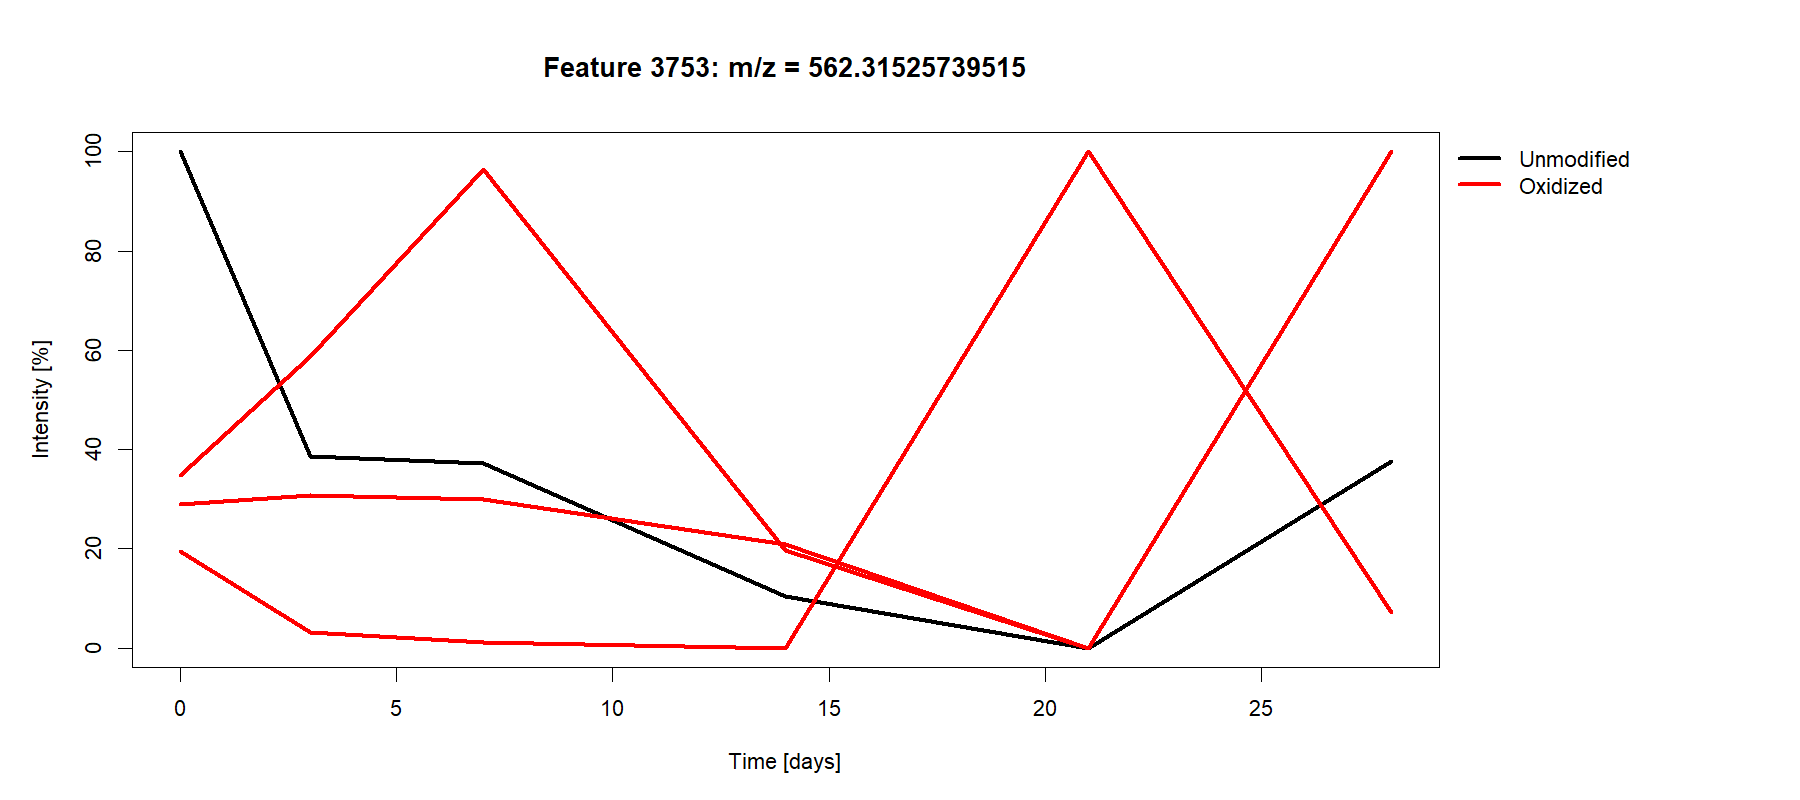 Feature 3753: m/z = 562.31525739515
Unmodified
Oxidized
Intensity [%]
100
80
60
40
20
0
0 5 10 15 20 25
Time [days]